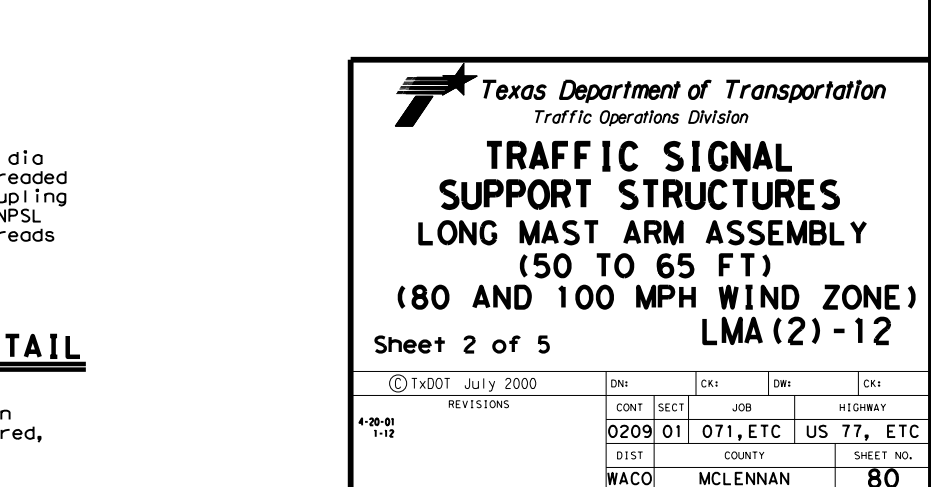 dia
readed
upling
NPSL
reads
TAIL
n
red,
Texas Department of Transportation
Traffic Operations Division
TRAFFIC SIGNAL
SUPPORT STRUCTURES
LONG MAST ARM ASSEMBLY
(50 TO 65 FT)
(80 AND 100 MPH WIND ZONE)
LMA(2)-12
Sheet 2 of 5
© TxDOT July 2000 DN: CK: DW: CK:
REVISIONS
4-20-01
1-12
CONT SECT JOB HIGHWAY
0209 01 071,ETC US 77, ETC
DIST COUNTY SHEET NO.
WACO MCLENNAN 80